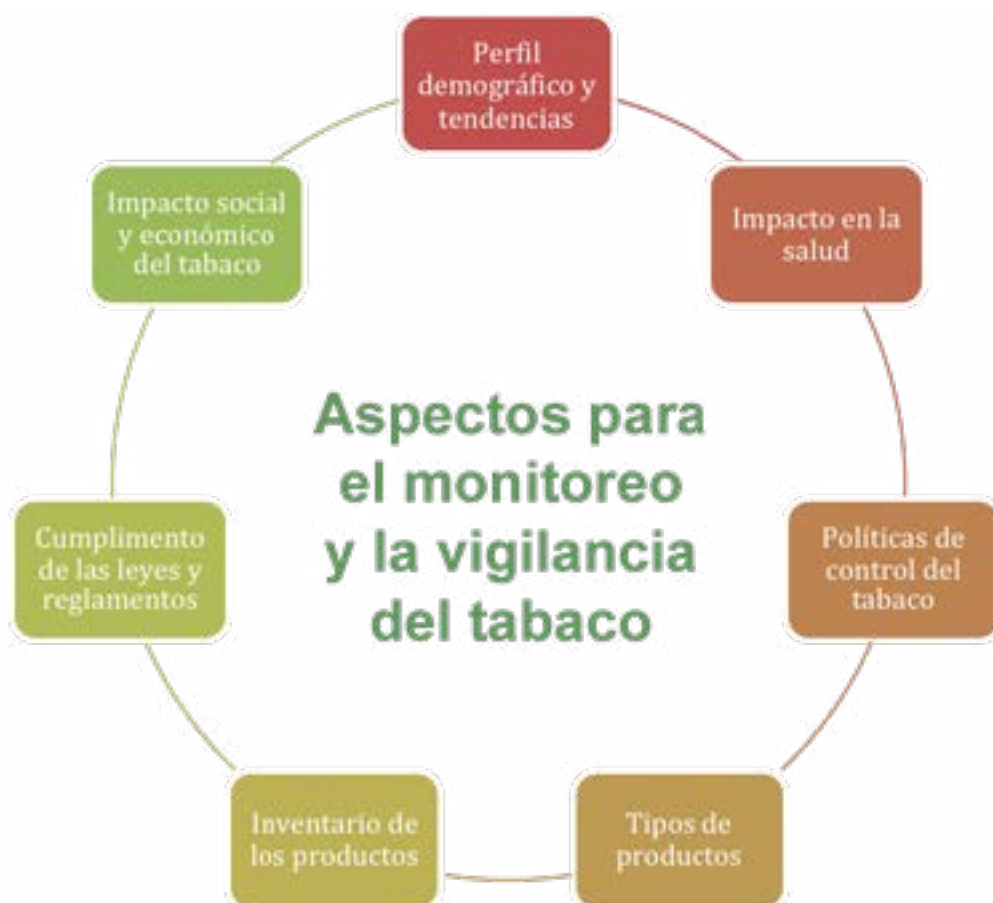 Perfil
demográfico y
tendencias
Impacto en la
salud
Políticas de
control del
tabaco
Tipos de
productos
Inventario de
los productos
Cumplimento
de las leyes y
reglamentos
Impacto social
y económico
del tabaco
Aspectos para
el monitoreo
y la vigilancia
del tabaco